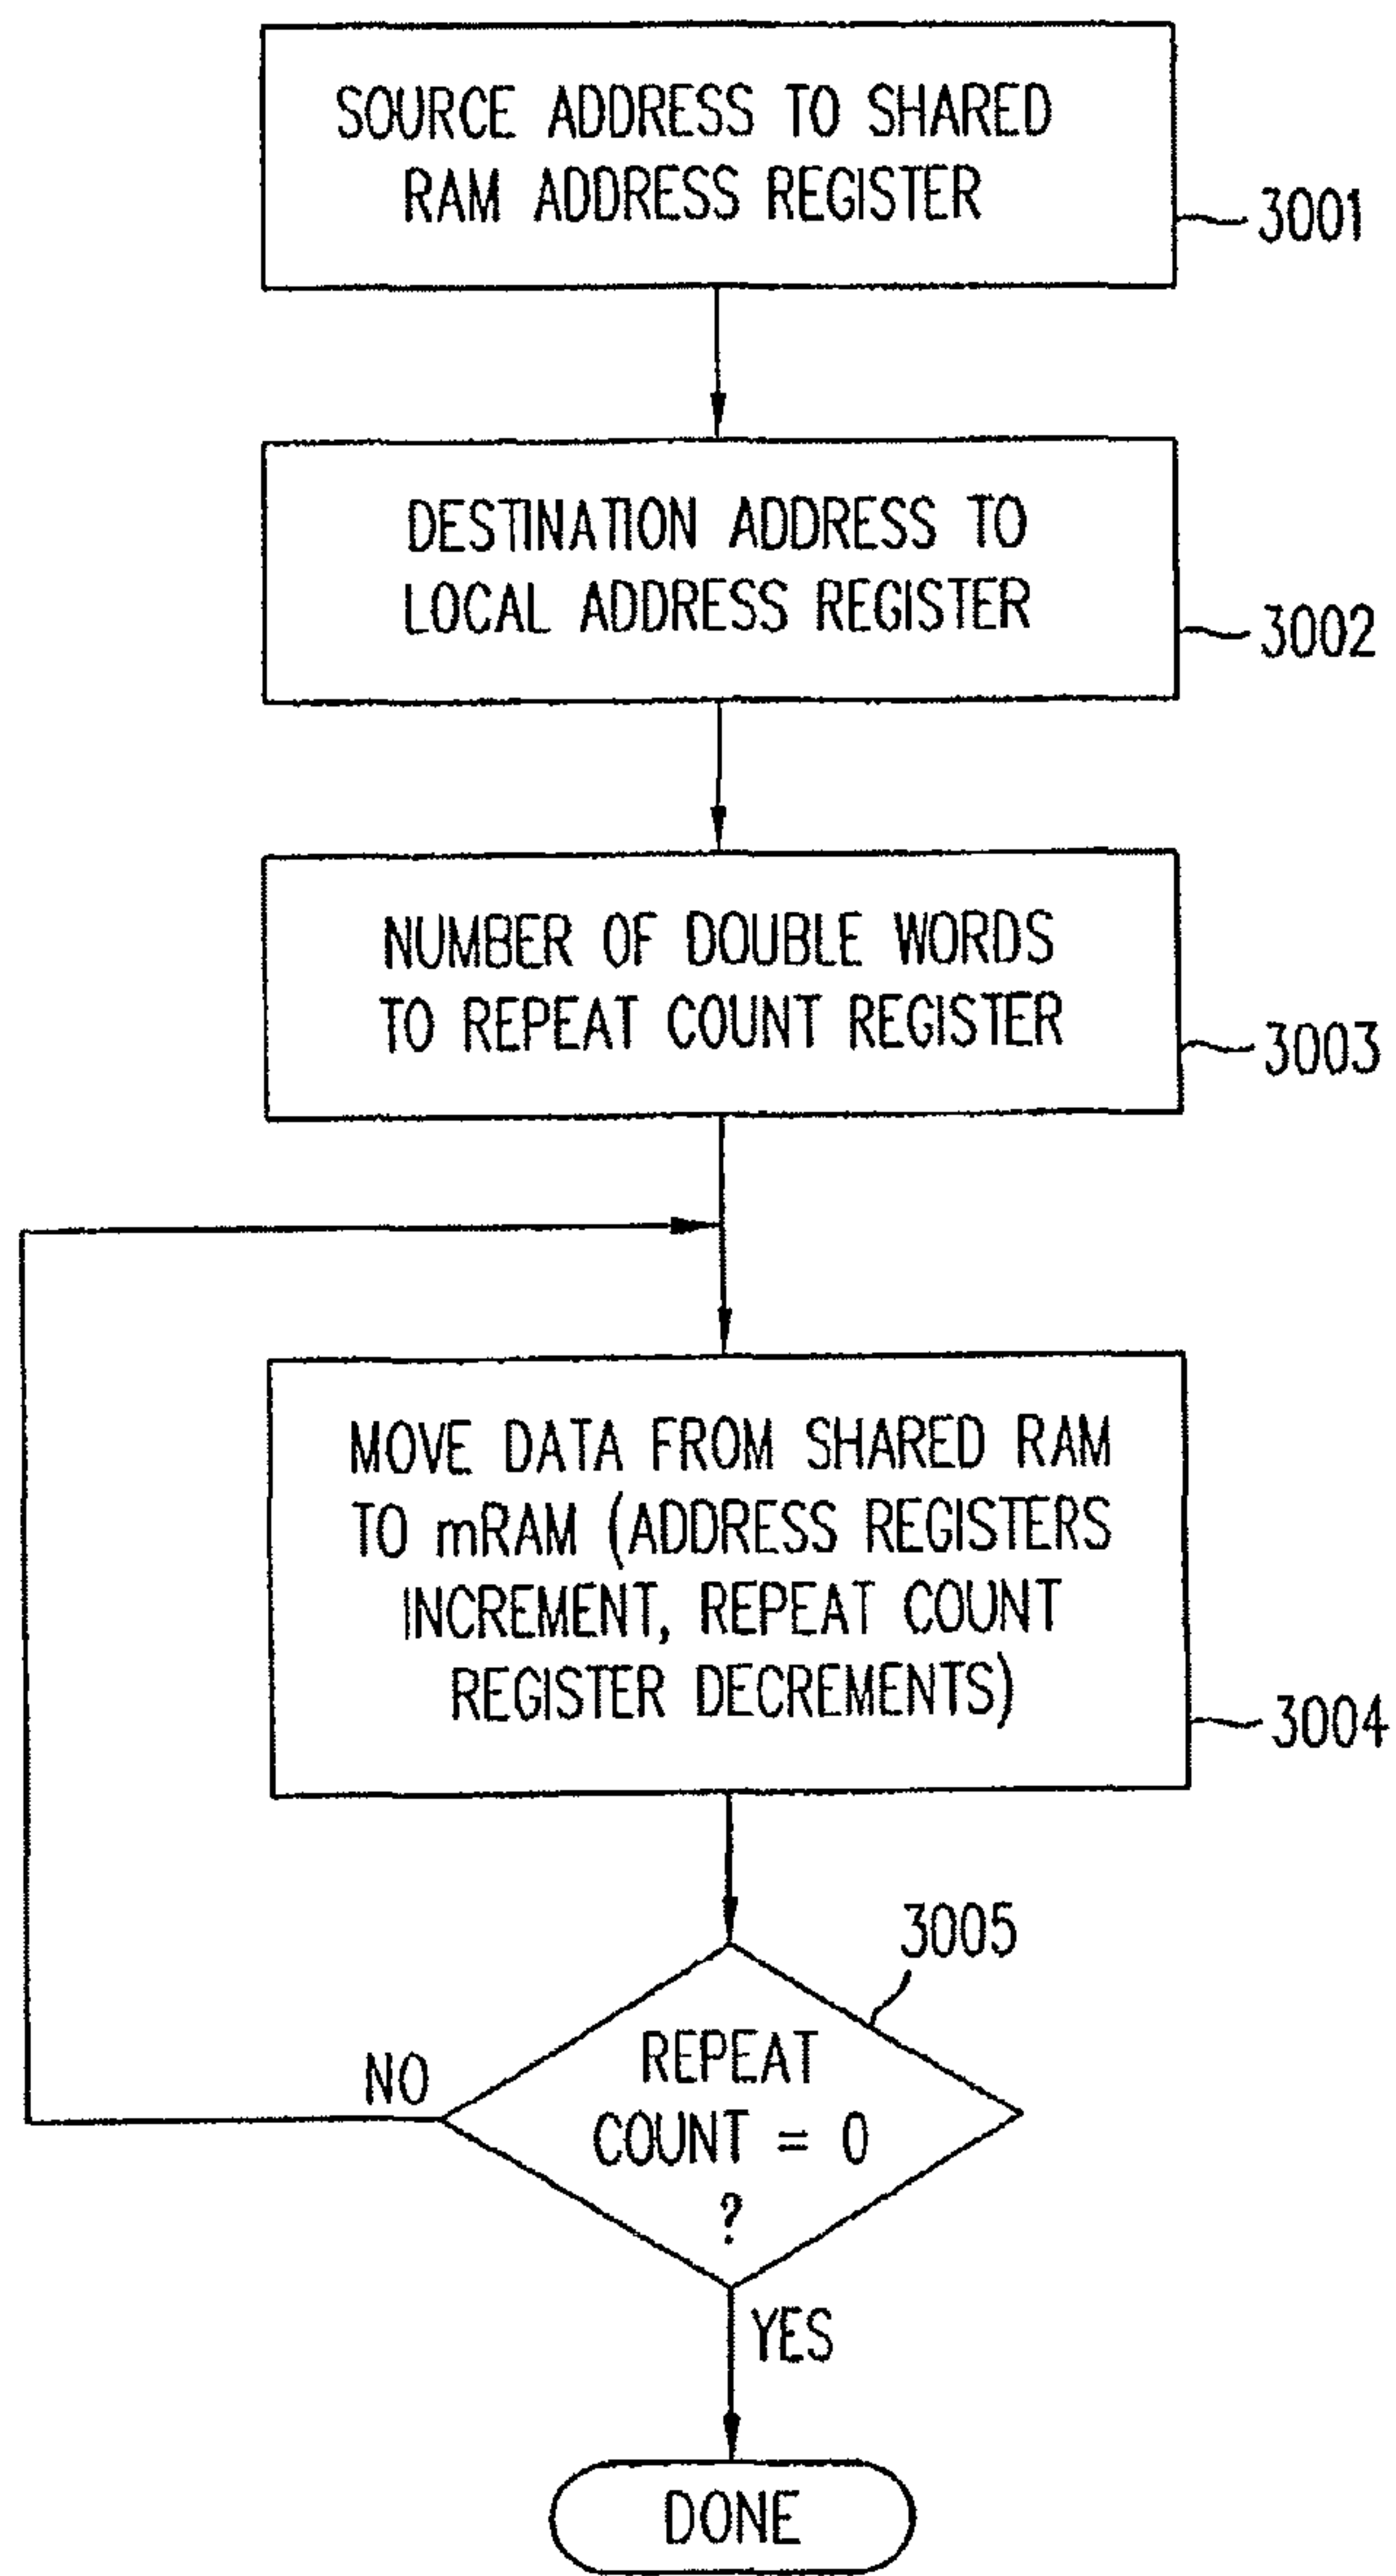 SOURCE ADDRESS TO SHARED
RAM ADDRESS REGISTER
3001
DESTINATION ADDRESS TO
LOCAL ADDRESS REGISTER
3002
NUMBER OF DOUBLE WORDS
TO REPEAT COUNT REGISTER
3003
MOVE DATA FROM SHARED RAM
TO mRAM (ADDRESS REGISTERS
INCREMENT, REPEAT COUNT
REGISTER DECREMENTS)
3004
3005
REPEAT
COUNT = 0
?
NO
YES
DONE